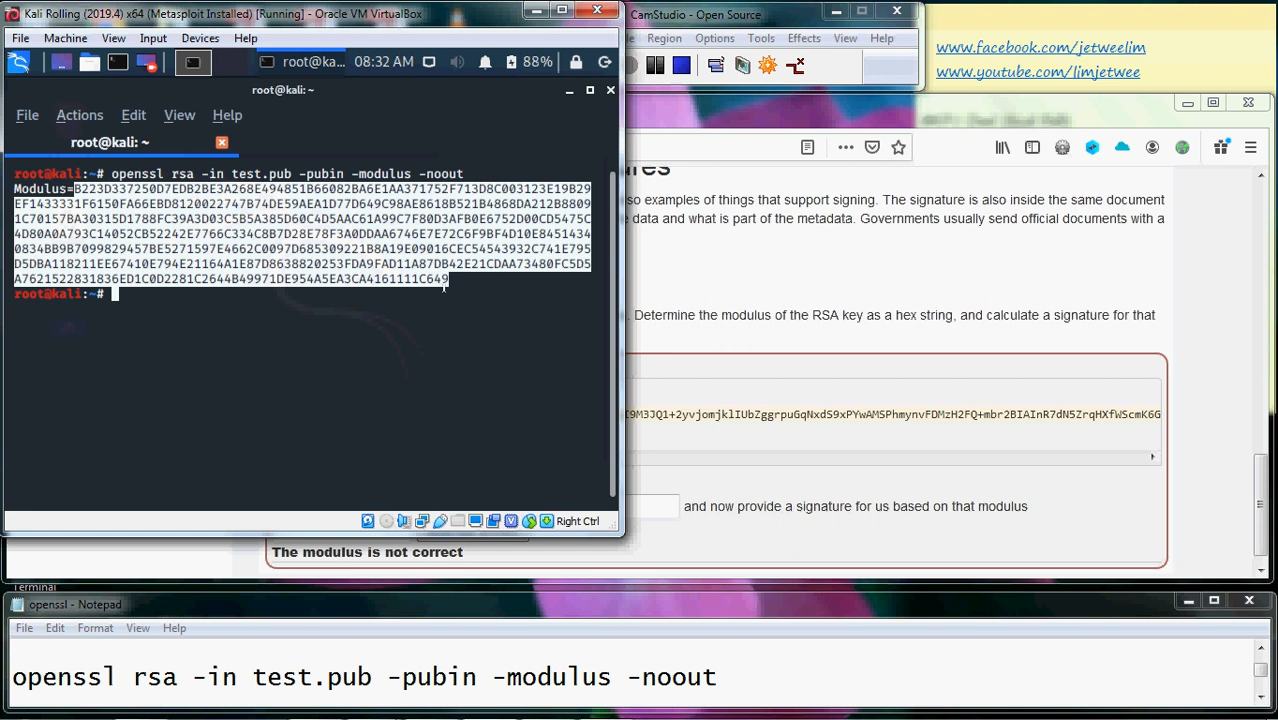 Kali Rolling (2019.4) x64 (Metasploit Installed) [Running] - Oracle VM VirtualBox
File Machine View Input Devices Help
root@ka... 08:32 AM 88%
root@kali: ~
File Actions Edit View Help
root@kali: ~
root@kali:~# openssl rsa -in test.pub -pubin -modulus -noout
Modulus=B223D337250D7EDB2BE3A268E494851B66082BA6E1AA371752F713D8C003123E19B29
EF1433331F6150FA66EBD8120022747B74DE59AEA1D77D649C98AE8618B521B4868DA212B8809
1C70157BA30315D1788FC39A3D03C5B5A385D60C4D5AAC61A99C7F80D3AFB0E6752D00CD5475C
4D80A0A793C14052CB52242E7766C334C8B7D28E78F3A0DDAA6746E7E72C6F9BF4D10E8451434
0834BB9B7099829457BE5271597E4662C0097D685309221B8A19E09016CEC54543932C741E795
D5DBA118211EE67410E794E21164A1E87D8638820253FDA9FAD11A87DB42E21CDAA73480FC5D5
A7621522831836ED1C0D2281C2644B49971DE954A5EA3CA4161111C649
root@kali:~#
Right Ctrl
CamStudio - Open Source
Region Options Tools Effects View Help
www.facebook.com/jetweelim
www.youtube.com/limjetwee
so examples of things that support signing. The signature is also inside the same document
data and what is part of the metadata. Governments usually send official documents with a
. Determine the modulus of the RSA key as a hex string, and calculate a signature for that
I9M3JQ1+2yvjomjklIUbZggrpuGqNxdS9xPYwAMSPhmynvFDMzH2FQ+mbr2BIAInR7dN5ZrqHXfWScmK6G
and now provide a signature for us based on that modulus
The modulus is not correct
Terminal
openssl - Notepad
File Edit Format View Help
openssl rsa -in test.pub -pubin -modulus -noout